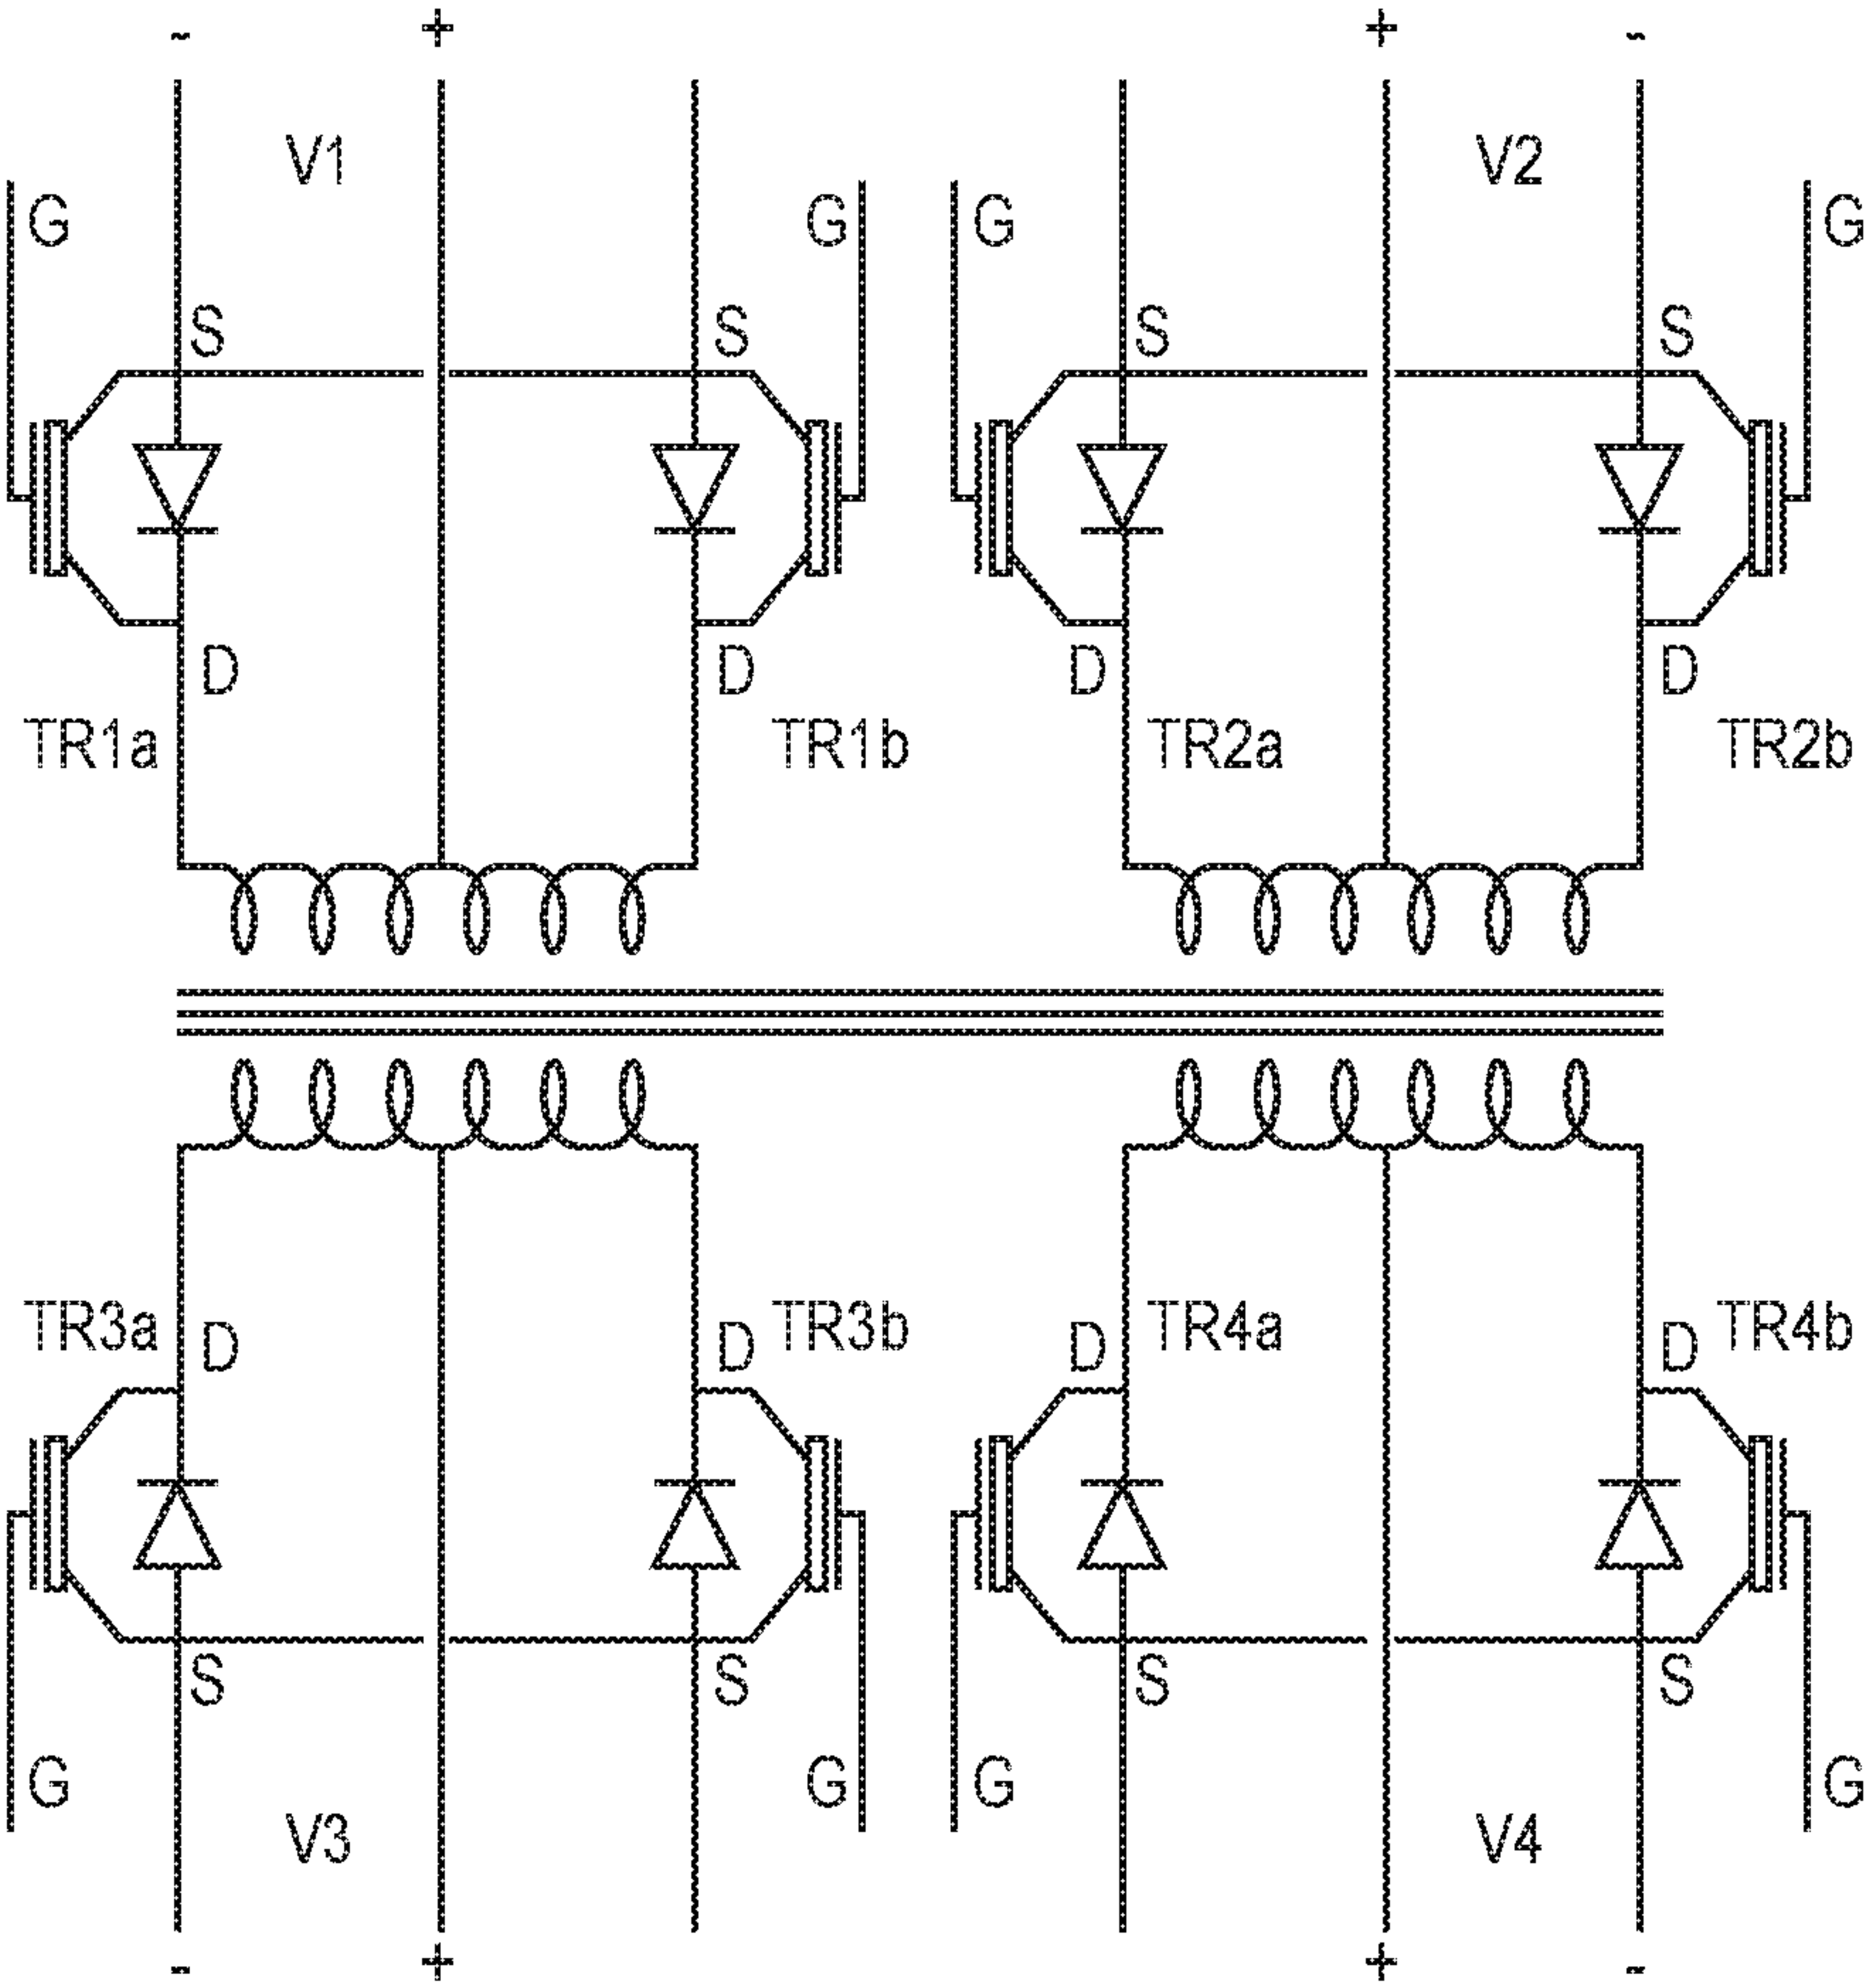 - + + -
V1 V2
G G G G
S S S S
D D D D
TR1a TR1b TR2a TR2b
TR3a D D TR3b D TR4a D TR4b
S S S S
G G G G
V3 V4
- + + -